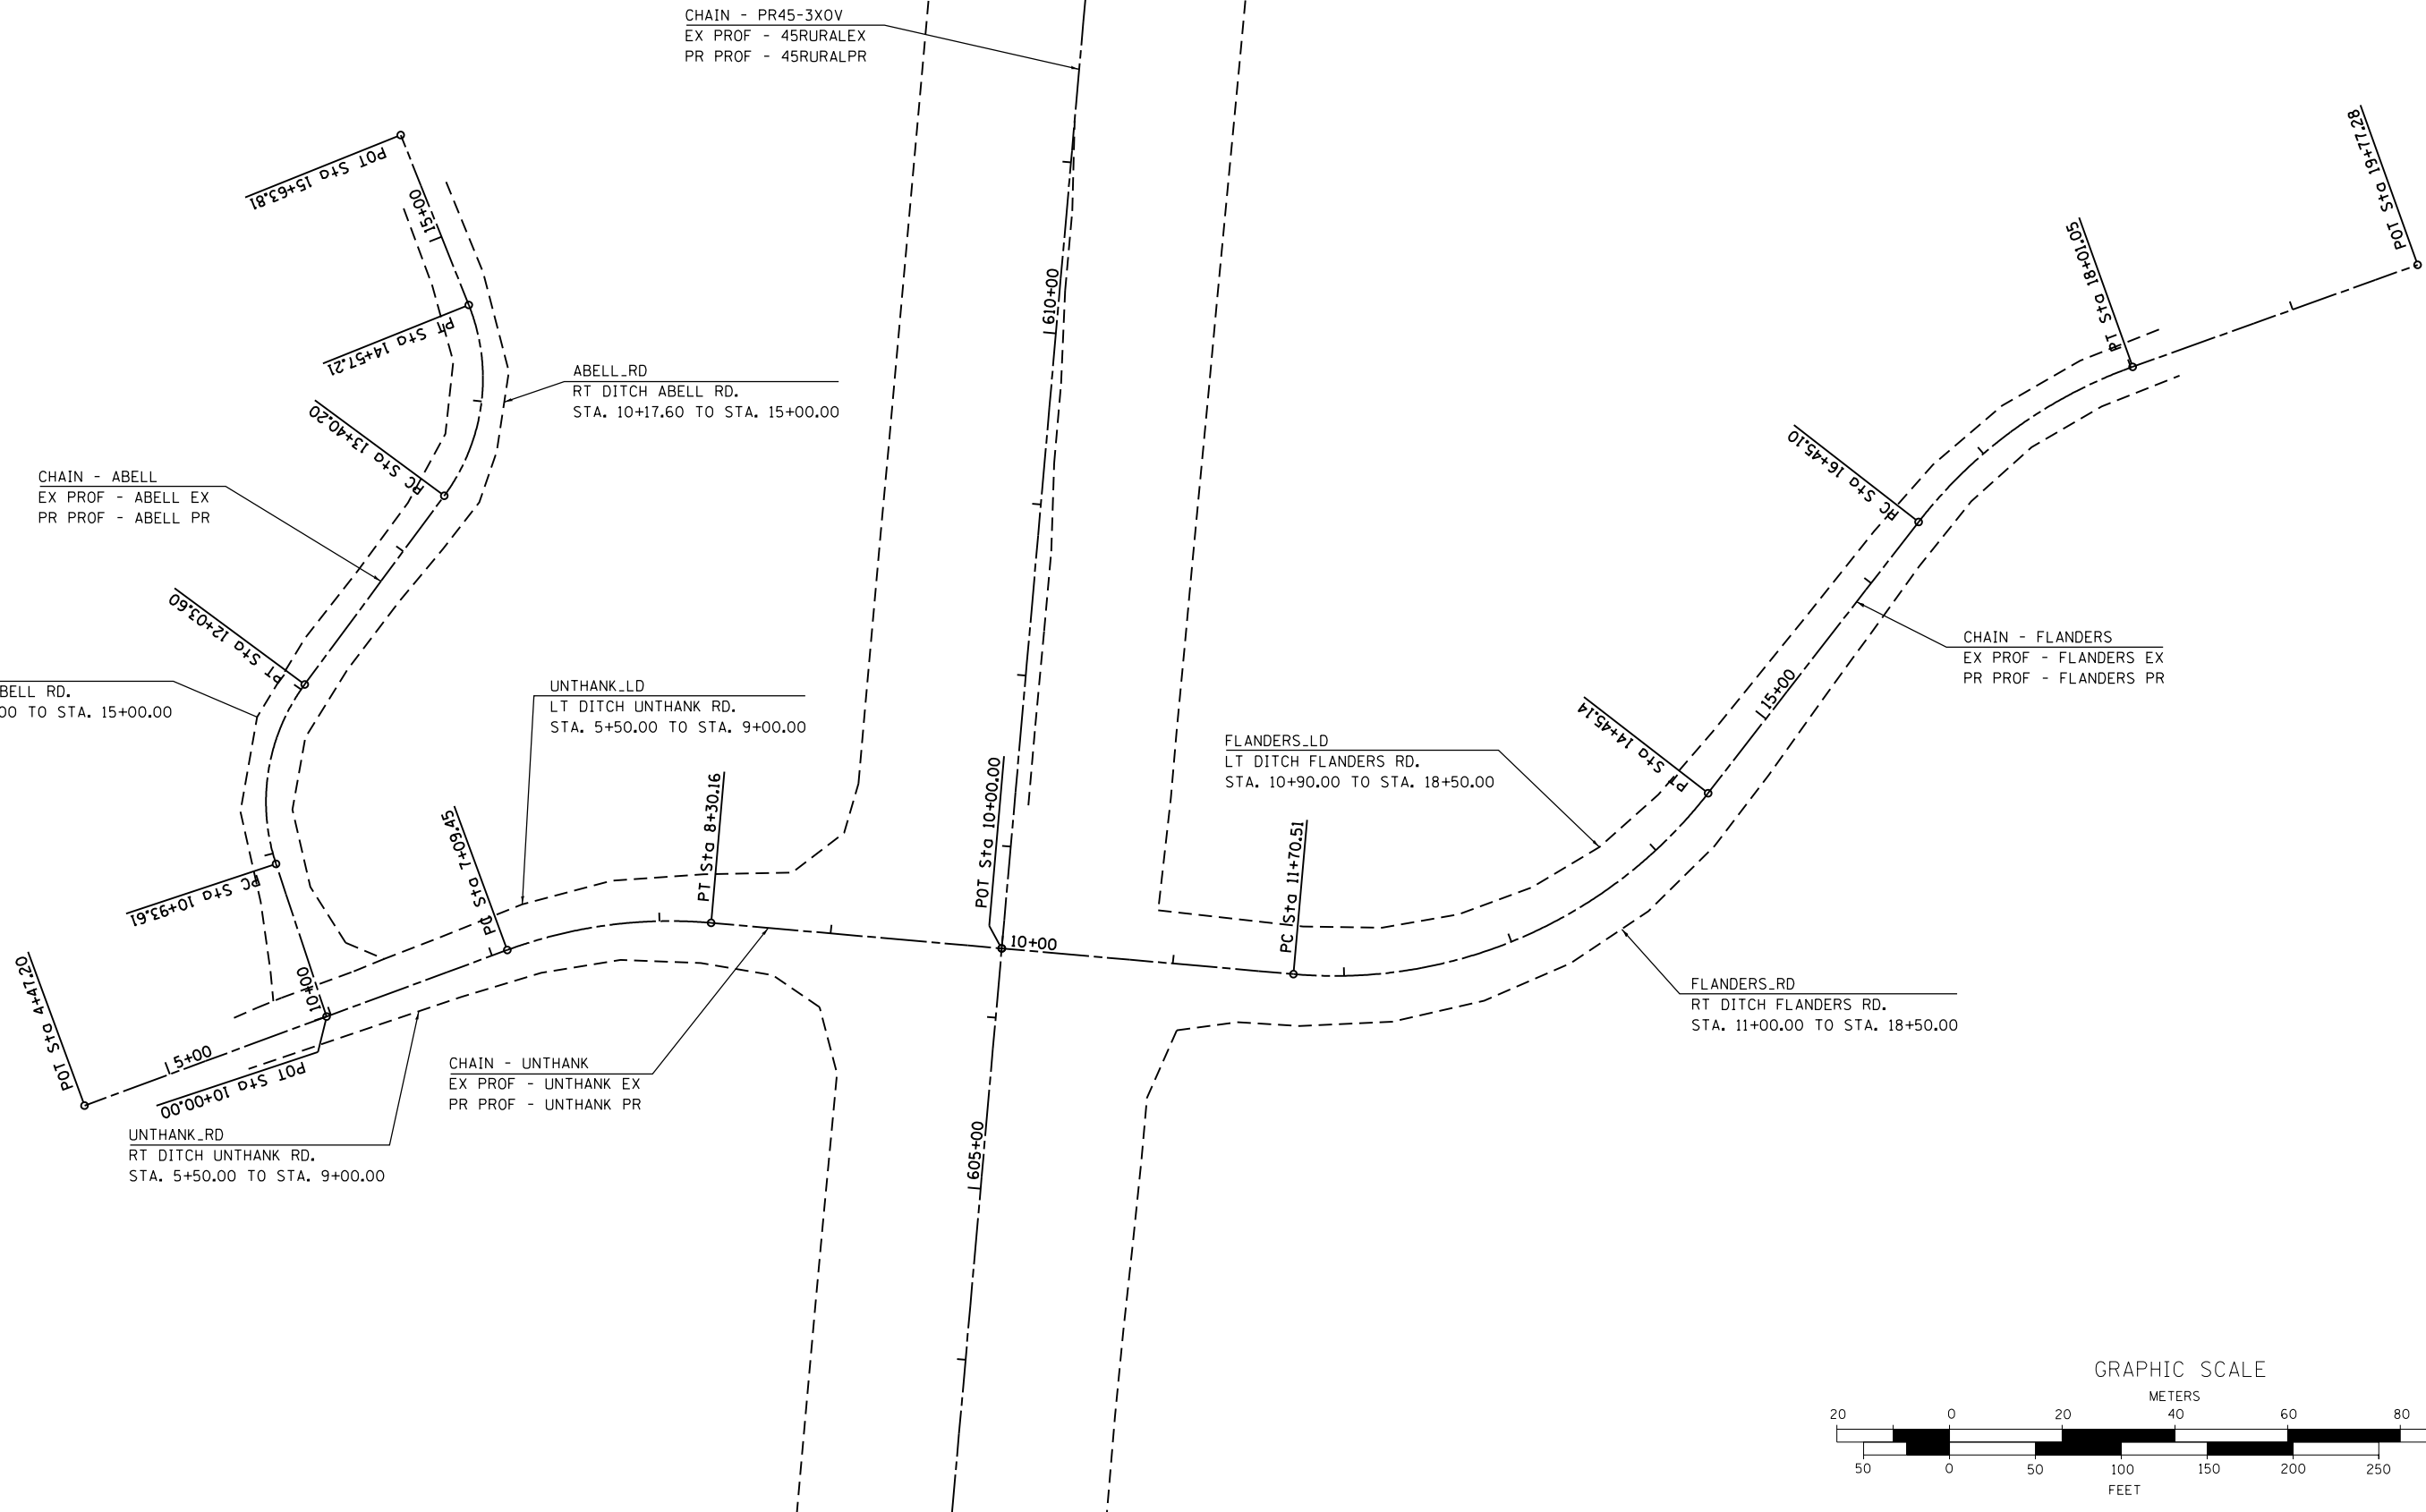 CHAIN - PR45-3XOV
EX PROF - 45RURALEX
PR PROF - 45RURALPR
POT Sta 15+63.81
15+00
PT Sta 14+57.21
ABELL_RD
RT DITCH ABELL RD.
STA. 10+17.60 TO STA. 15+00.00
PC Sta 13+40.20
CHAIN - ABELL
EX PROF - ABELL EX
PR PROF - ABELL PR
PT Sta 12+03.60
BELL RD.
00 TO STA. 15+00.00
PC Sta 10+93.61
10+00
POT Sta 10+00.00
UNTHANK_LD
LT DITCH UNTHANK RD.
STA. 5+50.00 TO STA. 9+00.00
POT Sta 4+47.20
5+00
PC Sta 7+09.45
PT Sta 8+30.16
CHAIN - UNTHANK
EX PROF - UNTHANK EX
PR PROF - UNTHANK PR
UNTHANK_RD
RT DITCH UNTHANK RD.
STA. 5+50.00 TO STA. 9+00.00
610+00
POT Sta 10+00.00
10+00
605+00
PC Sta 11+70.51
FLANDERS_LD
LT DITCH FLANDERS RD.
STA. 10+90.00 TO STA. 18+50.00
PT Sta 14+45.14
15+00
PC Sta 16+45.10
PT Sta 18+01.05
POT Sta 19+77.28
CHAIN - FLANDERS
EX PROF - FLANDERS EX
PR PROF - FLANDERS PR
FLANDERS_RD
RT DITCH FLANDERS RD.
STA. 11+00.00 TO STA. 18+50.00
GRAPHIC SCALE
METERS
20 0 20 40 60 80
50 0 50 100 150 200 250
FEET